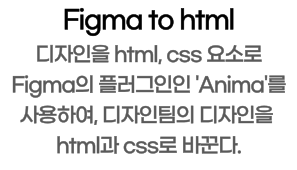 Figma to html
디자인을 html, css 요소로
Figma의 플러그인인 'Anima'를
사용하여, 디자인팀의 디자인을
html과 css로 바꾼다.